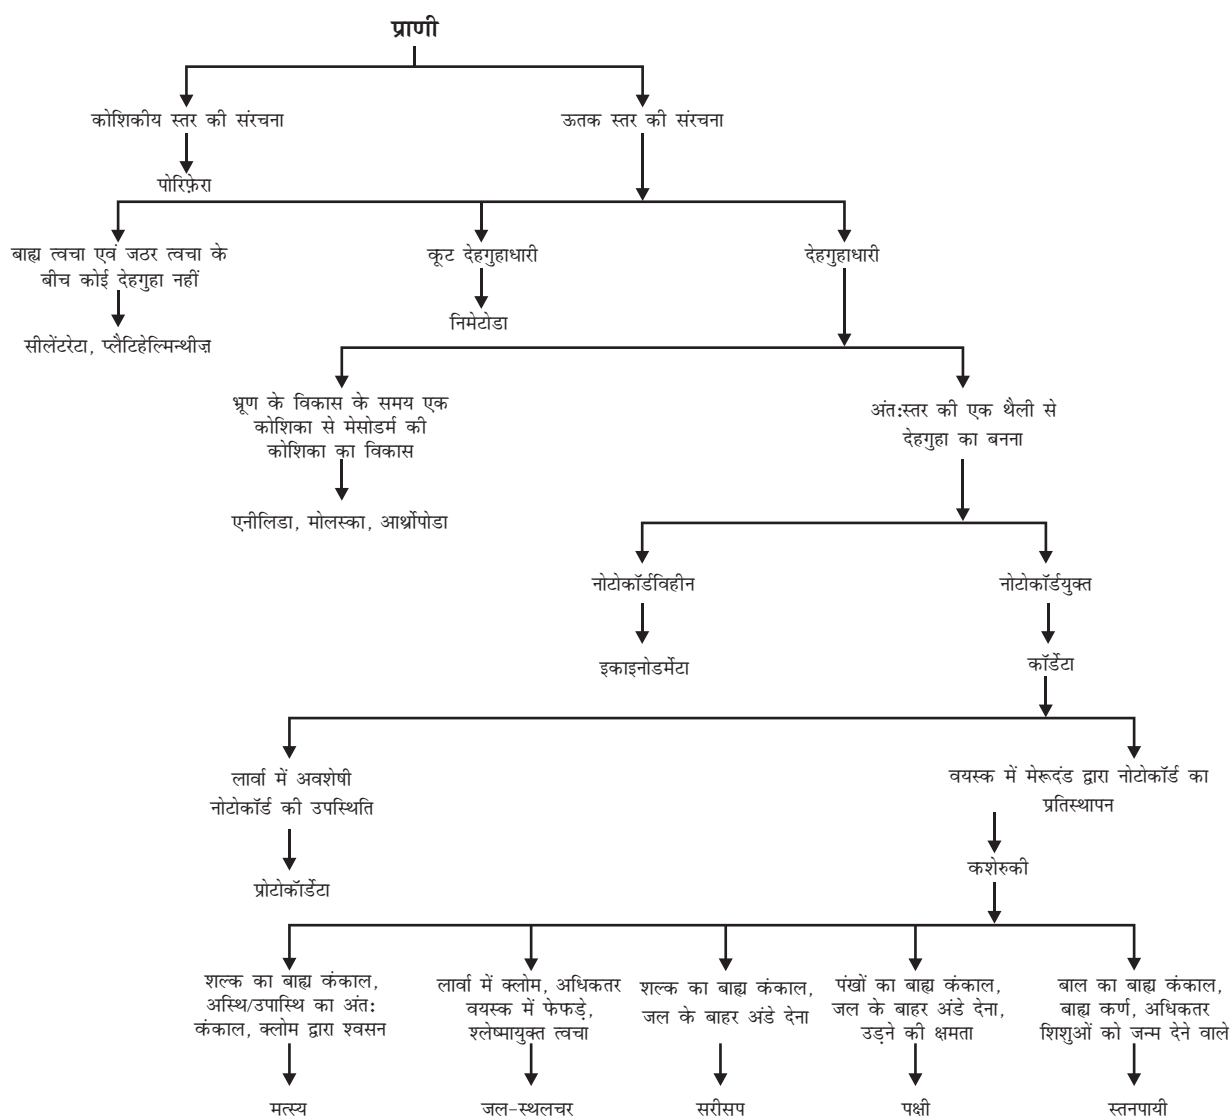 प्राणी
कोशिकीय स्तर की संरचना
ऊतक स्तर की संरचना
पोरिफ़ेरा
बाह्य त्वचा एवं जठर त्वचा के
बीच कोई देहगुहा नहीं
कूट देहगुहाधारी
देहगुहाधारी
सीलेंटरेटा, प्लैटिहेल्मिन्थीज़
निमेटोडा
भ्रूण के विकास के समय एक
कोशिका से मेसोडर्म की
कोशिका का विकास
अंत:स्तर की एक थैली से
देहगुहा का बनना
एनीलिडा, मोलस्का, आर्थ्रोपोडा
नोटोकॉर्डविहीन
नोटोकॉर्डयुक्त
इकाइनोडर्मेटा
कॉर्डेटा
लार्वा में अवशेषी
नोटोकॉर्ड की उपस्थिति
वयस्क में मेरूदंड द्वारा नोटोकॉर्ड का
प्रतिस्थापन
प्रोटोकॉर्डेटा
कशेरुकी
शल्क का बाह्य कंकाल,
अस्थि/उपास्थि का अंत:
कंकाल, क्लोम द्वारा श्वसन
लार्वा में क्लोम, अधिकतर
वयस्क में फेफड़े,
श्लेष्मायुक्त त्वचा
शल्क का बाह्य कंकाल,
जल के बाहर अंडे देना
पंखों का बाह्य कंकाल,
जल के बाहर अंडे देना,
उड़ने की क्षमता
बाल का बाह्य कंकाल,
बाह्य कर्ण, अधिकतर
शिशुओं को जन्म देने वाले
मत्स्य
जल-स्थलचर
सरीसप
पक्षी
स्तनपायी